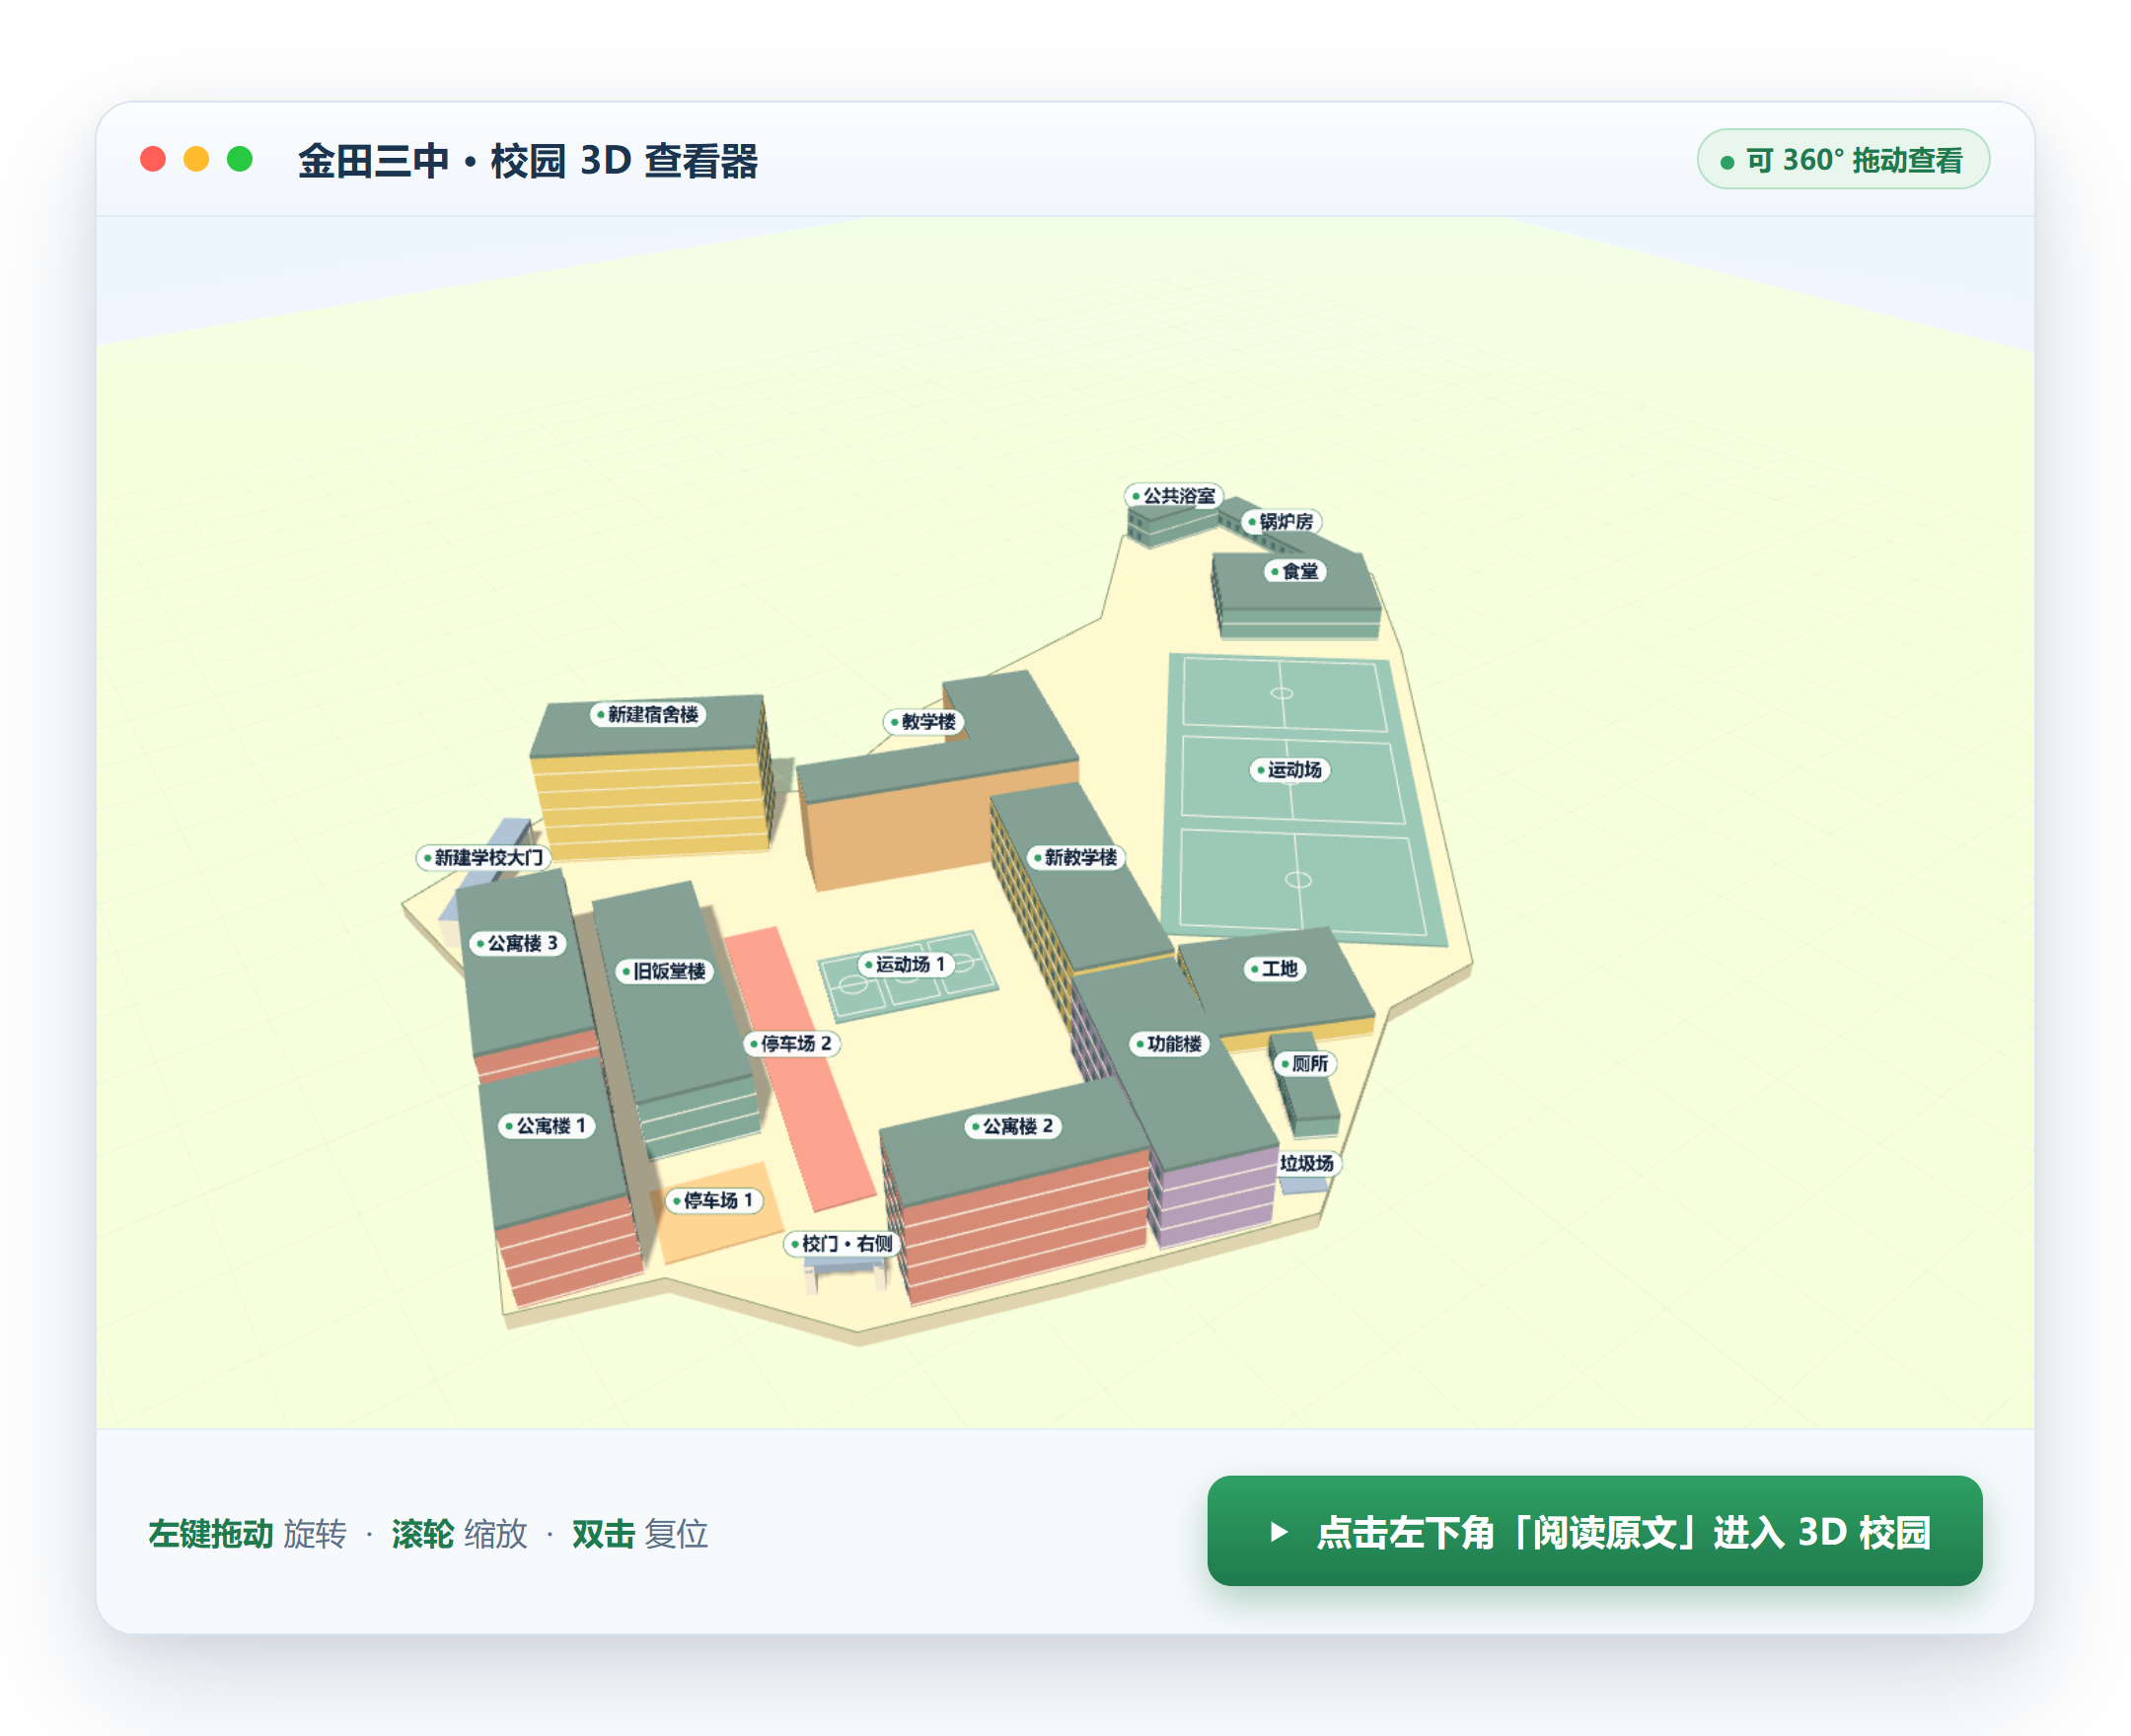 金田三中·校园 3D 查看器
可 360° 拖动查看
公共浴室
锅炉房
食堂
新建宿舍楼
教学楼
运动场
新建学校大门
新教学楼
公寓楼 3
旧饭堂楼
运动场 1
工地
停车场 2
功能楼
厕所
公寓楼 1
公寓楼 2
垃圾场
停车场 1
校门·右侧
左键拖动 旋转 · 滚轮 缩放 · 双击 复位
点击左下角「阅读原文」进入 3D 校园